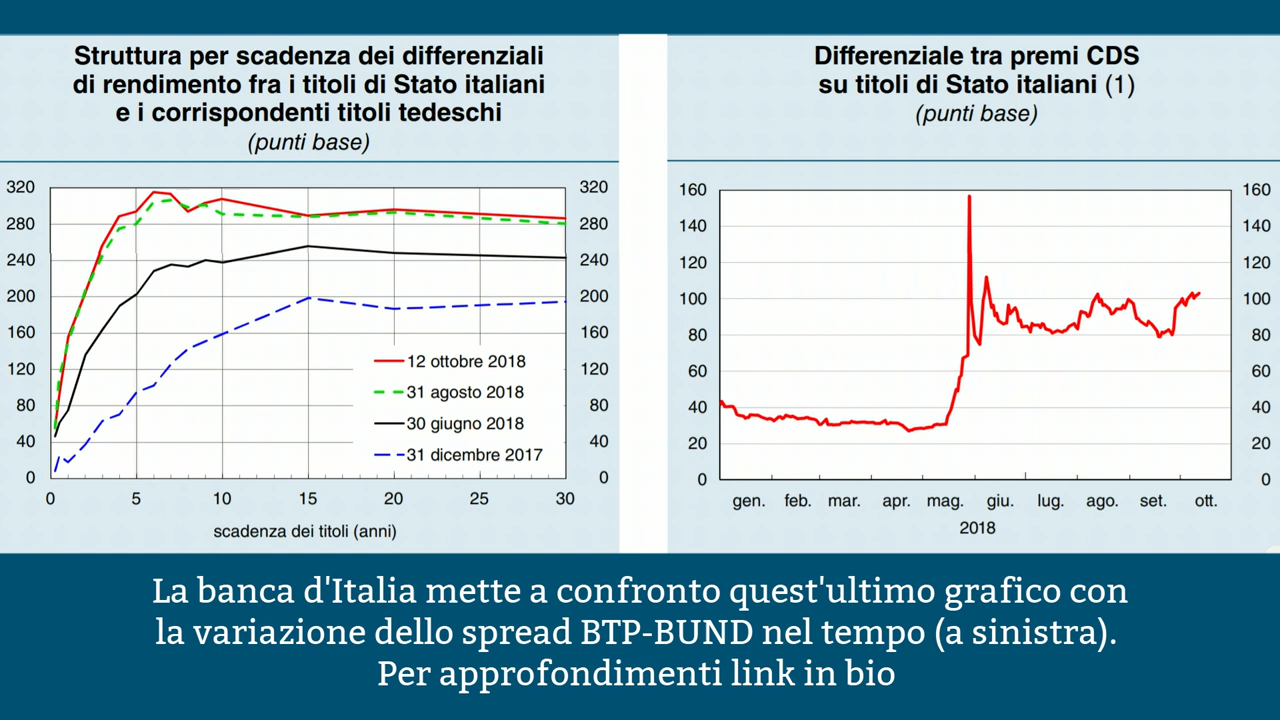 Struttura per scadenza dei differenziali
di rendimento fra i titoli di Stato italiani
e i corrispondenti titoli tedeschi
(punti base)
320
280
240
200
160
120
80
40
0
320
280
240
200
160
120
80
40
0
12 ottobre 2018
31 agosto 2018
30 giugno 2018
31 dicembre 2017
0 5 10 15 20 25 30
scadenza dei titoli (anni)
Differenziale tra premi CDS
su titoli di Stato italiani (1)
(punti base)
160
140
120
100
80
60
40
20
0
160
140
120
100
80
60
40
20
0
gen. feb. mar. apr. mag. giu. lug. ago. set. ott.
2018
La banca d'Italia mette a confronto quest'ultimo grafico con
la variazione dello spread BTP-BUND nel tempo (a sinistra).
Per approfondimenti link in bio